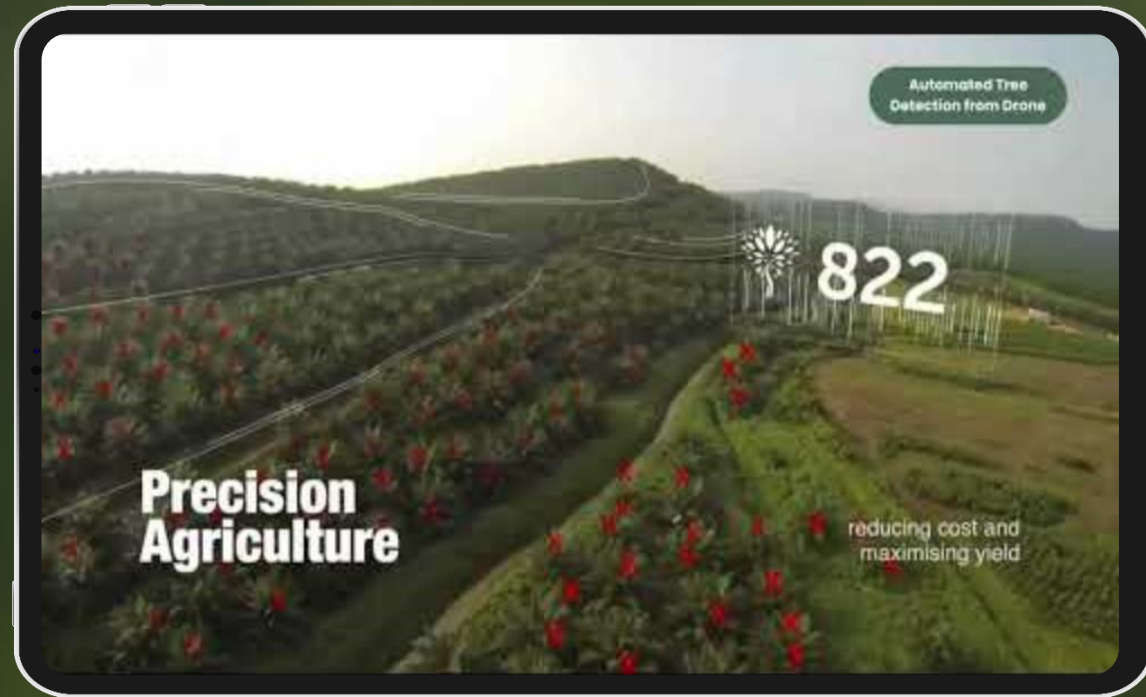 Automated Tree
Detection from Drone
822
Precision
Agriculture
reducing cost and
maximising yield